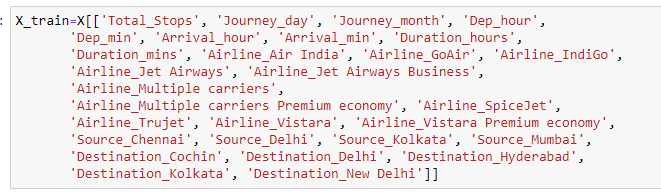 : X_train=X[['Total_Stops', 'Journey_day', 'Journey_month', 'Dep_hour',
'Dep_min', 'Arrival_hour', 'Arrival_min', 'Duration_hours',
'Duration_mins', 'Airline_Air India', 'Airline_GoAir', 'Airline_IndiGo',
'Airline_Jet Airways', 'Airline_Jet Airways Business',
'Airline_Multiple carriers',
'Airline_Multiple carriers Premium economy', 'Airline_SpiceJet',
'Airline_Trujet', 'Airline_Vistara', 'Airline_Vistara Premium economy',
'Source_Chennai', 'Source_Delhi', 'Source_Kolkata', 'Source_Mumbai',
'Destination_Cochin', 'Destination_Delhi', 'Destination_Hyderabad',
'Destination_Kolkata', 'Destination_New Delhi']]